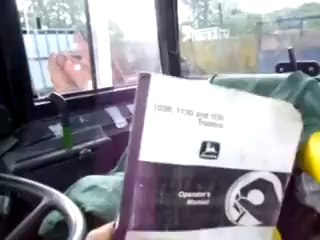 1030, 1130 and 1630
Tractors
Operator's
Manual